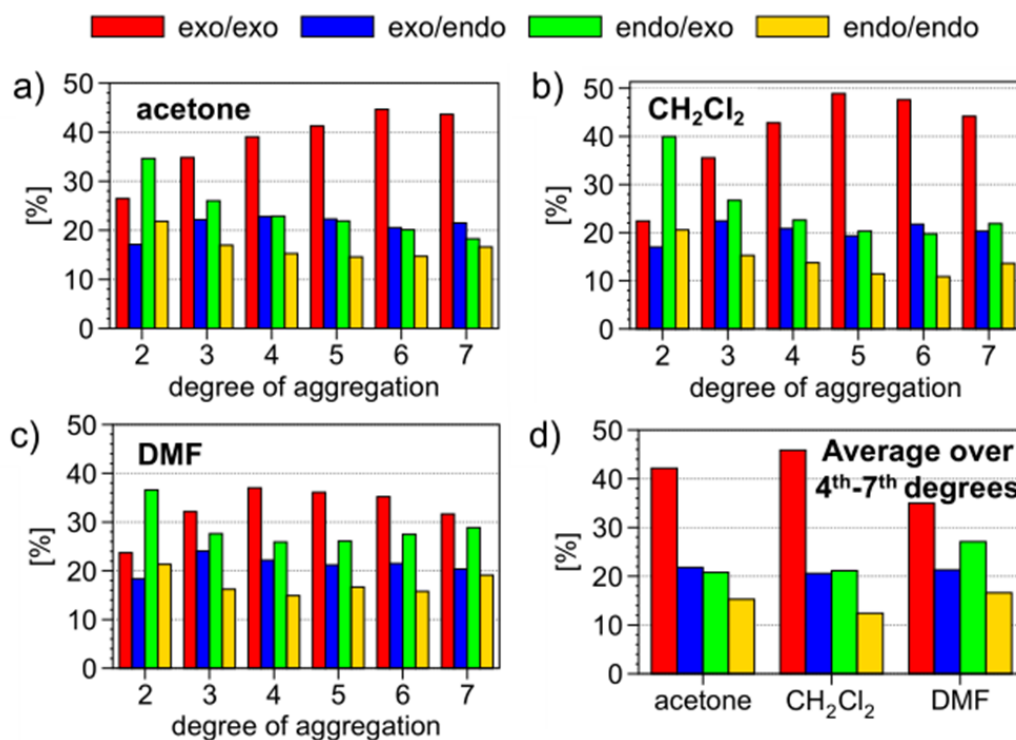 exo/exo exo/endo endo/exo endo/endo
a) acetone
[%]
50
40
30
20
10
0
2 3 4 5 6 7
degree of aggregation
b) CH₂Cl₂
[%]
50
40
30
20
10
0
2 3 4 5 6 7
degree of aggregation
c) DMF
[%]
50
40
30
20
10
0
2 3 4 5 6 7
degree of aggregation
d) Average over
4ᵗʰ-7ᵗʰ degrees
[%]
50
40
30
20
10
0
acetone CH₂Cl₂ DMF